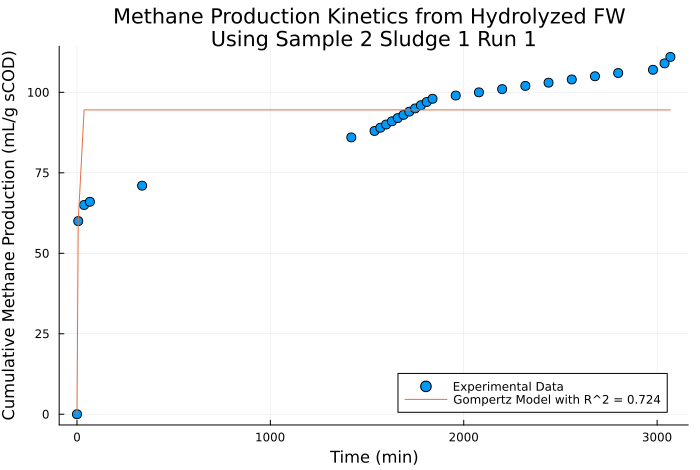 Methane Production Kinetics from Hydrolyzed FW
Using Sample 2 Sludge 1 Run 1
Cumulative Methane Production (mL/g sCOD)
100
75
50
25
0
0
1000
2000
3000
Time (min)
Experimental Data
Gompertz Model with R^2 = 0.724